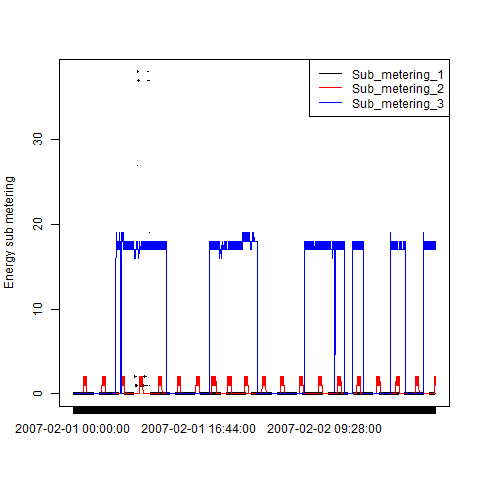 Sub_metering_1
Sub_metering_2
Sub_metering_3
Energy sub metering
30
20
10
0
2007-02-01 00:00:00 2007-02-01 16:44:00 2007-02-02 09:28:00